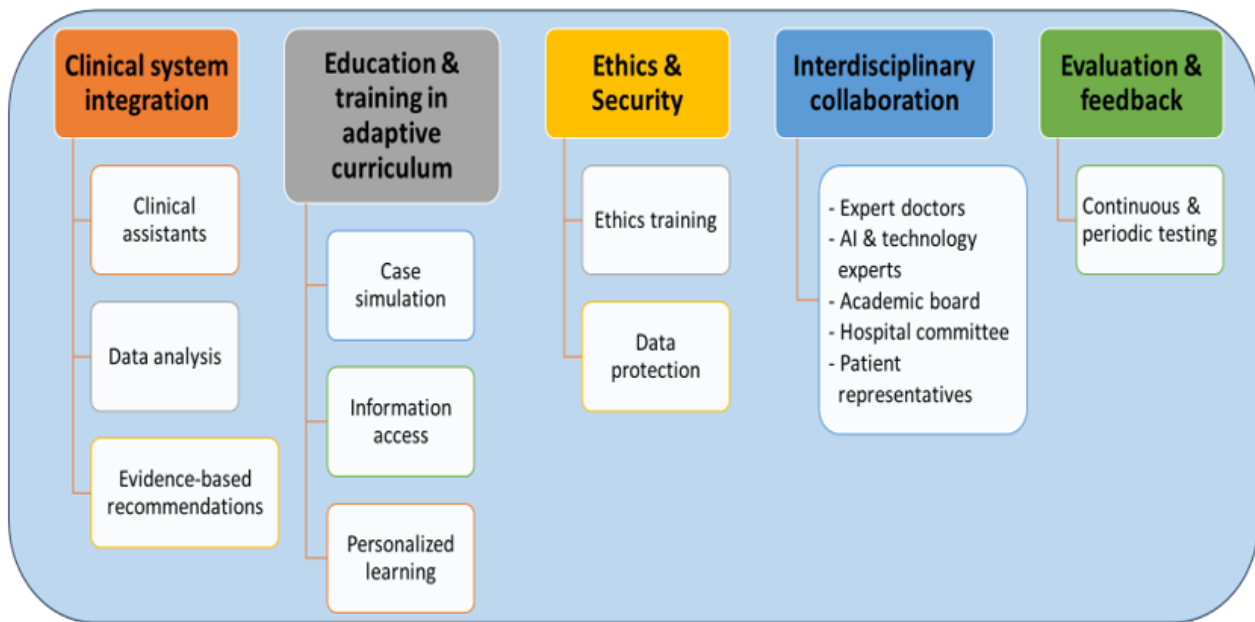 Clinical system
integration
Clinical
assistants
Data analysis
Evidence-based
recommendations
Education &
training in
adaptive
curriculum
Case
simulation
Information
access
Personalized
learning
Ethics &
Security
Ethics training
Data
protection
Interdisciplinary
collaboration
- Expert doctors
- AI & technology
experts
- Academic board
- Hospital committee
- Patient
representatives
Evaluation &
feedback
Continuous &
periodic testing